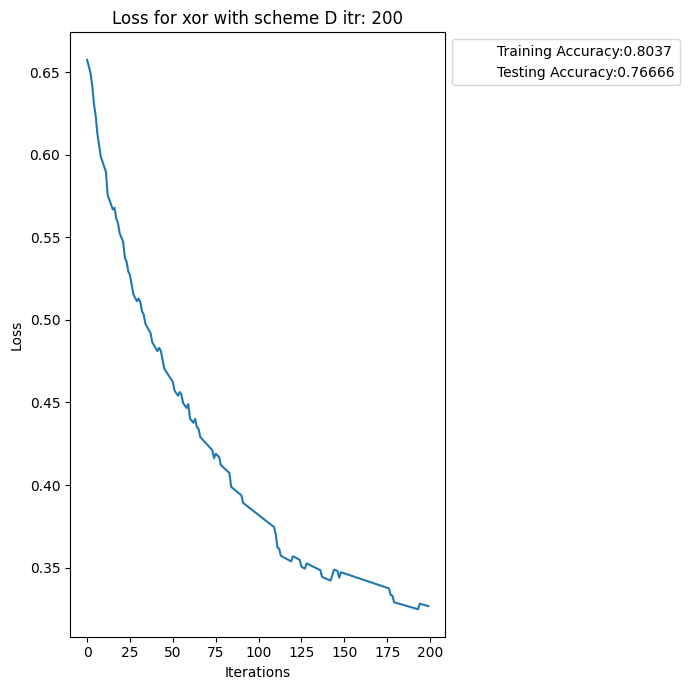 Loss for xor with scheme D itr: 200
Training Accuracy:0.8037
Testing Accuracy:0.76666
0.65
0.60
0.55
0.50
0.45
0.40
0.35
Loss
0 25 50 75 100 125 150 175 200
Iterations